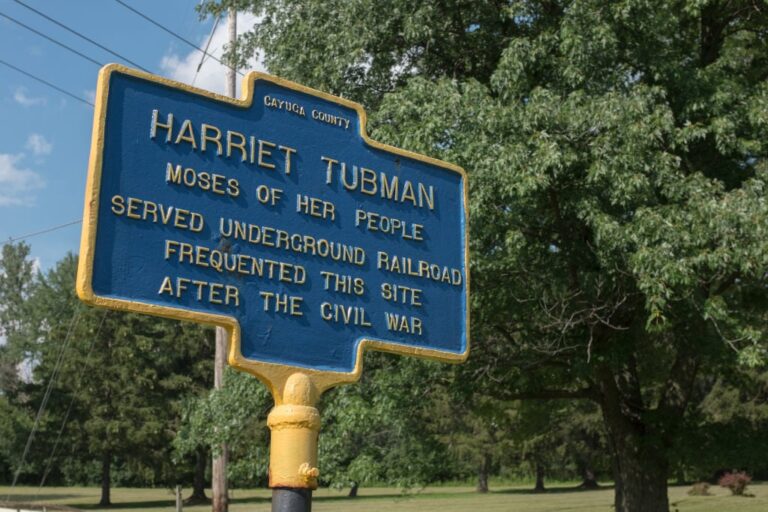 CAYUGA COUNTY
HARRIET TUBMAN
MOSES OF HER PEOPLE
SERVED UNDERGROUND RAILROAD
FREQUENTED THIS SITE
AFTER THE CIVIL WAR